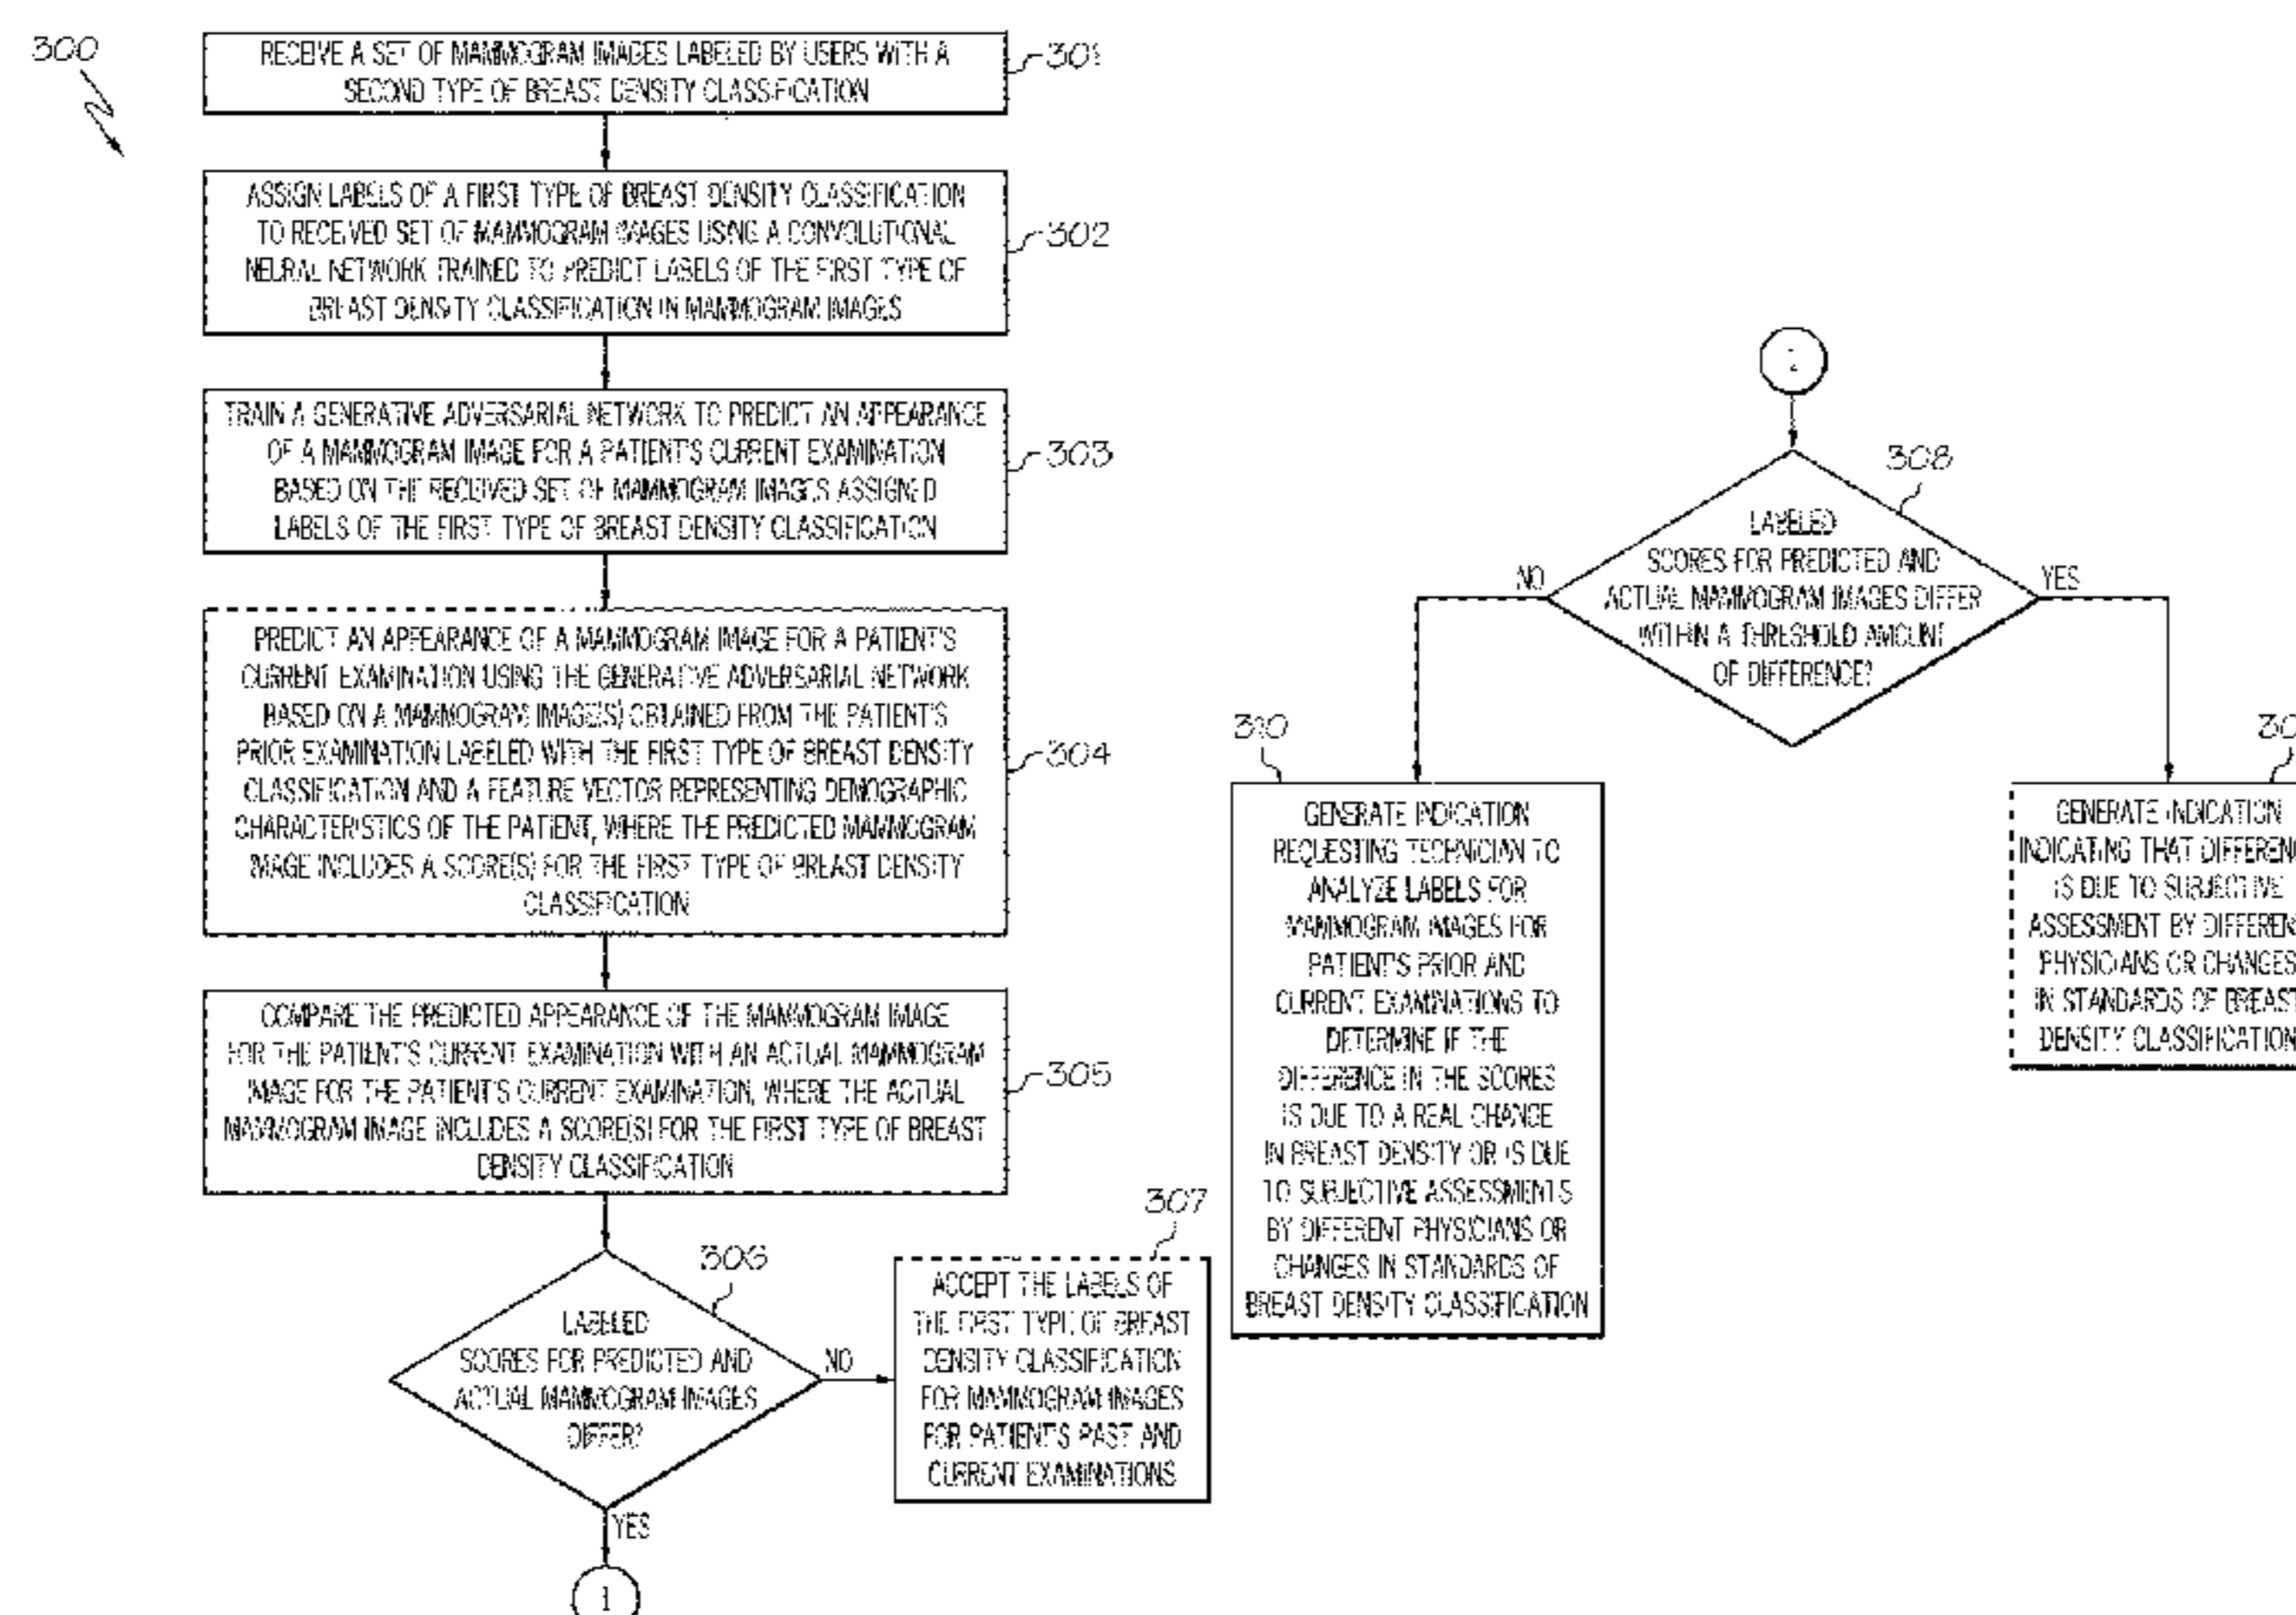 300
RECEIVE A SET OF MAMMOGRAM IMAGES LABELED BY USERS WITH A
SECOND TYPE OF BREAST DENSITY CLASSIFICATION
301
ASSIGN LABELS OF A FIRST TYPE OF BREAST DENSITY CLASSIFICATION
TO RECEIVED SET OF MAMMOGRAM IMAGES USING A CONVOLUTIONAL
NEURAL NETWORK TRAINED TO PREDICT LABELS OF THE FIRST TYPE OF
BREAST DENSITY CLASSIFICATION IN MAMMOGRAM IMAGES
302
TRAIN A GENERATIVE ADVERSARIAL NETWORK TO PREDICT AN APPEARANCE
OF A MAMMOGRAM IMAGE FOR A PATIENT'S CURRENT EXAMINATION
BASED ON THE RECEIVED SET OF MAMMOGRAM IMAGES ASSIGNED
LABELS OF THE FIRST TYPE OF BREAST DENSITY CLASSIFICATION
303
PREDICT AN APPEARANCE OF A MAMMOGRAM IMAGE FOR A PATIENT'S
CURRENT EXAMINATION USING THE GENERATIVE ADVERSARIAL NETWORK
BASED ON A MAMMOGRAM IMAGE(S) OBTAINED FROM THE PATIENT'S
PRIOR EXAMINATION LABELED WITH THE FIRST TYPE OF BREAST DENSITY
CLASSIFICATION AND A FEATURE VECTOR REPRESENTING DEMOGRAPHIC
CHARACTERISTICS OF THE PATIENT, WHERE THE PREDICTED MAMMOGRAM
IMAGE INCLUDES A SCORE(S) FOR THE FIRST TYPE OF BREAST DENSITY
CLASSIFICATION
304
COMPARE THE PREDICTED APPEARANCE OF THE MAMMOGRAM IMAGE
FOR THE PATIENT'S CURRENT EXAMINATION WITH AN ACTUAL MAMMOGRAM
IMAGE FOR THE PATIENT'S CURRENT EXAMINATION, WHERE THE ACTUAL
MAMMOGRAM IMAGE INCLUDES A SCORE(S) FOR THE FIRST TYPE OF BREAST
DENSITY CLASSIFICATION
305
306
LABELED
SCORES FOR PREDICTED AND
ACTUAL MAMMOGRAM IMAGES
DIFFER?
NO
YES
1
307
ACCEPT THE LABELS OF
THE FIRST TYPE OF BREAST
DENSITY CLASSIFICATION
FOR MAMMOGRAM IMAGES
FOR PATIENT'S PAST AND
CURRENT EXAMINATIONS
308
LABELED
SCORES FOR PREDICTED AND
ACTUAL MAMMOGRAM IMAGES DIFFER
WITHIN A THRESHOLD AMOUNT
OF DIFFERENCE?
NO
YES
310
GENERATE INDICATION
REQUESTING TECHNICIAN TO
ANALYZE LABELS FOR
MAMMOGRAM IMAGES FOR
PATIENT'S PRIOR AND
CURRENT EXAMINATIONS TO
DETERMINE IF THE
DIFFERENCE IN THE SCORES
IS DUE TO A REAL CHANGE
IN BREAST DENSITY OR IS DUE
TO SUBJECTIVE ASSESSMENTS
BY DIFFERENT PHYSICIANS OR
CHANGES IN STANDARDS OF
BREAST DENSITY CLASSIFICATION
30
GENERATE INDICATION
INDICATING THAT DIFFEREN
IS DUE TO SUBJECTIVE
ASSESSMENT BY DIFFEREN
PHYSICIANS OR CHANGES
IN STANDARDS OF BREAST
DENSITY CLASSIFICATION